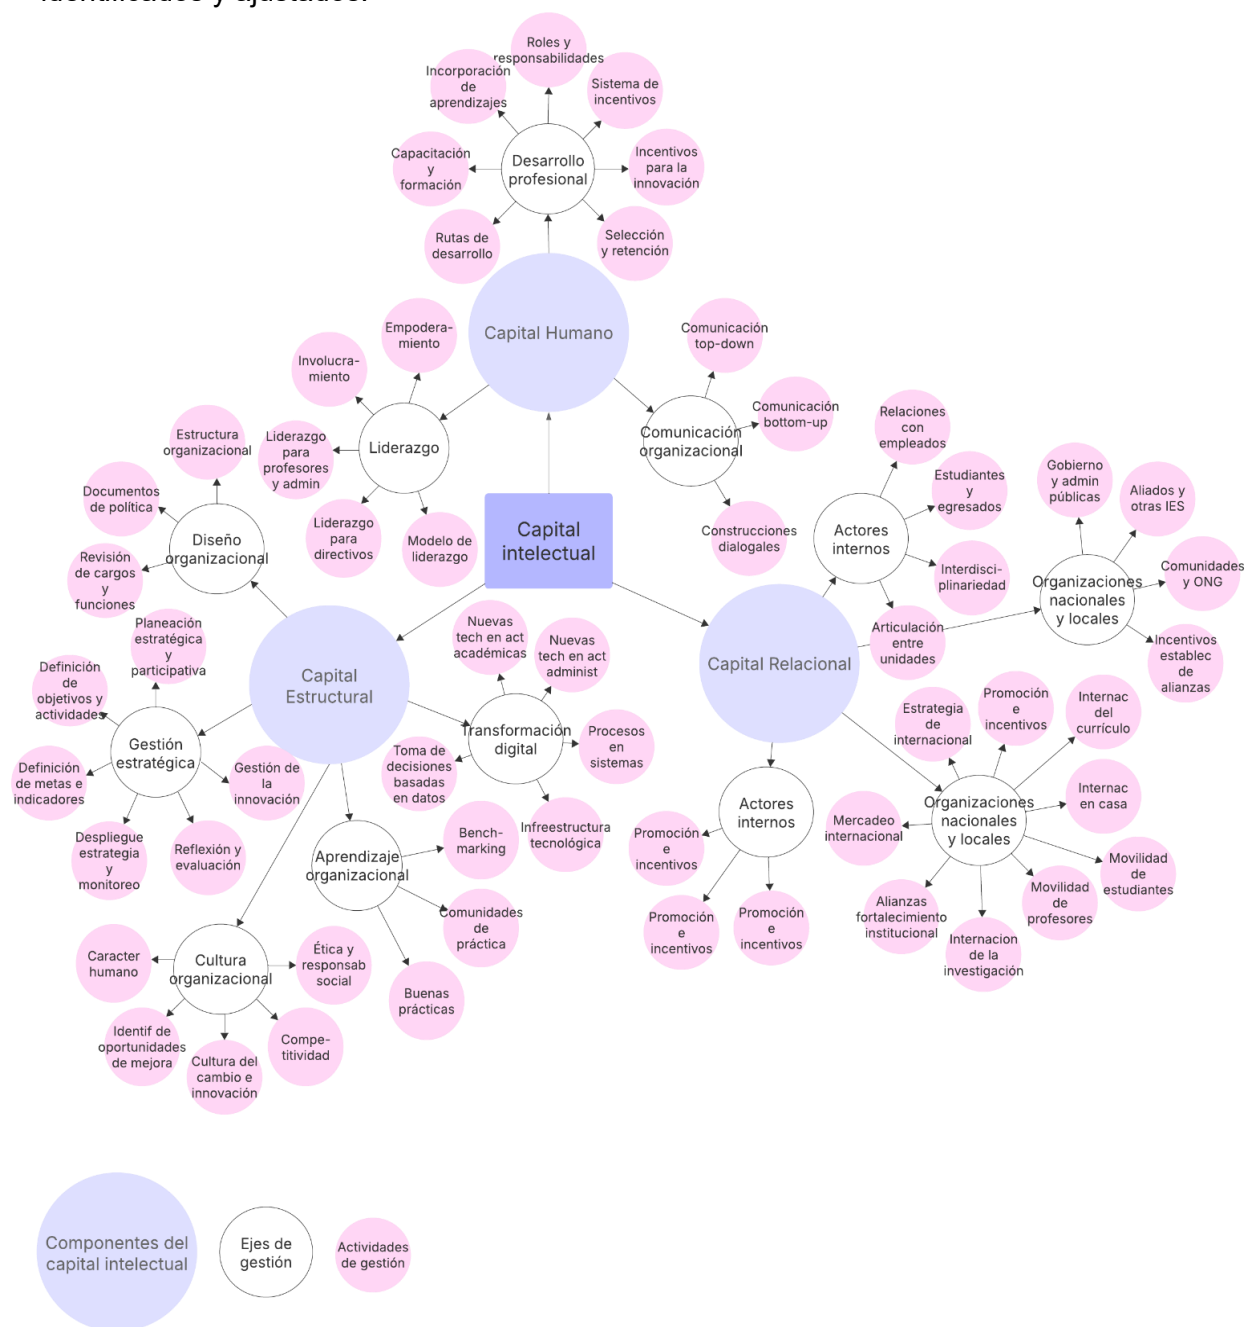 identificados y ajustados.
Roles y
responsabilidades
Incorporación
de
aprendizajes
Sistema de
incentivos
Capacitación
y
formación
Desarrollo
profesional
Incentivos
para la
innovación
Rutas de
desarrollo
Selección
y retención
Capital Humano
Empodera-
miento
Involucra-
miento
Liderazgo
para
profesores
y admin
Liderazgo
Liderazgo
para
directivos
Modelo de
liderazgo
Comunicación
top-down
Comunicación
bottom-up
Comunicación
organizacional
Construcciones
dialogales
Capital
intelectual
Estructura
organizacional
Documentos
de política
Diseño
organizacional
Revisión
de cargos
y
funciones
Capital
Estructural
Planeación
estratégica
y
participativa
Definición
de
objetivos y
actividades
Gestión
estratégica
Definición
de metas e
indicadores
Gestión de
la
innovación
Despliegue
estrategia
y
monitoreo
Reflexión y
evaluación
Nuevas
tech en act
académicas
Nuevas
tech en act
administ
Transformación
digital
Procesos
en
sistemas
Toma de
decisiones
basadas
en datos
Infreestructura
tecnológica
Aprendizaje
organizacional
Bench-
marking
Comunidades
de
práctica
Buenas
prácticas
Cultura
organizacional
Caracter
humano
Ética y
responsab
social
Identif de
oportunidades
de mejora
Cultura del
cambio e
innovación
Compe-
titividad
Capital Relacional
Relaciones
con
empleados
Estudiantes
y
egresados
Actores
internos
Interdisci-
plinariedad
Articulación
entre
unidades
Gobierno
y admin
públicas
Aliados y
otras IES
Organizaciones
nacionales
y locales
Comunidades
y ONG
Incentivos
establec
de
alianzas
Estrategia
de
internacional
Promoción
e
incentivos
Internac
del
currículo
Organizaciones
nacionales
y locales
Internac
en casa
Mercadeo
internacional
Movilidad
de
estudiantes
Alianzas
fortalecimiento
institucional
Movilidad
de
profesores
Internacion
de la
investigación
Actores
internos
Promoción
e incentivos
Promoción
e
incentivos
Promoción
e
incentivos
Componentes del
capital intelectual
Ejes de
gestión
Actividades
de gestión